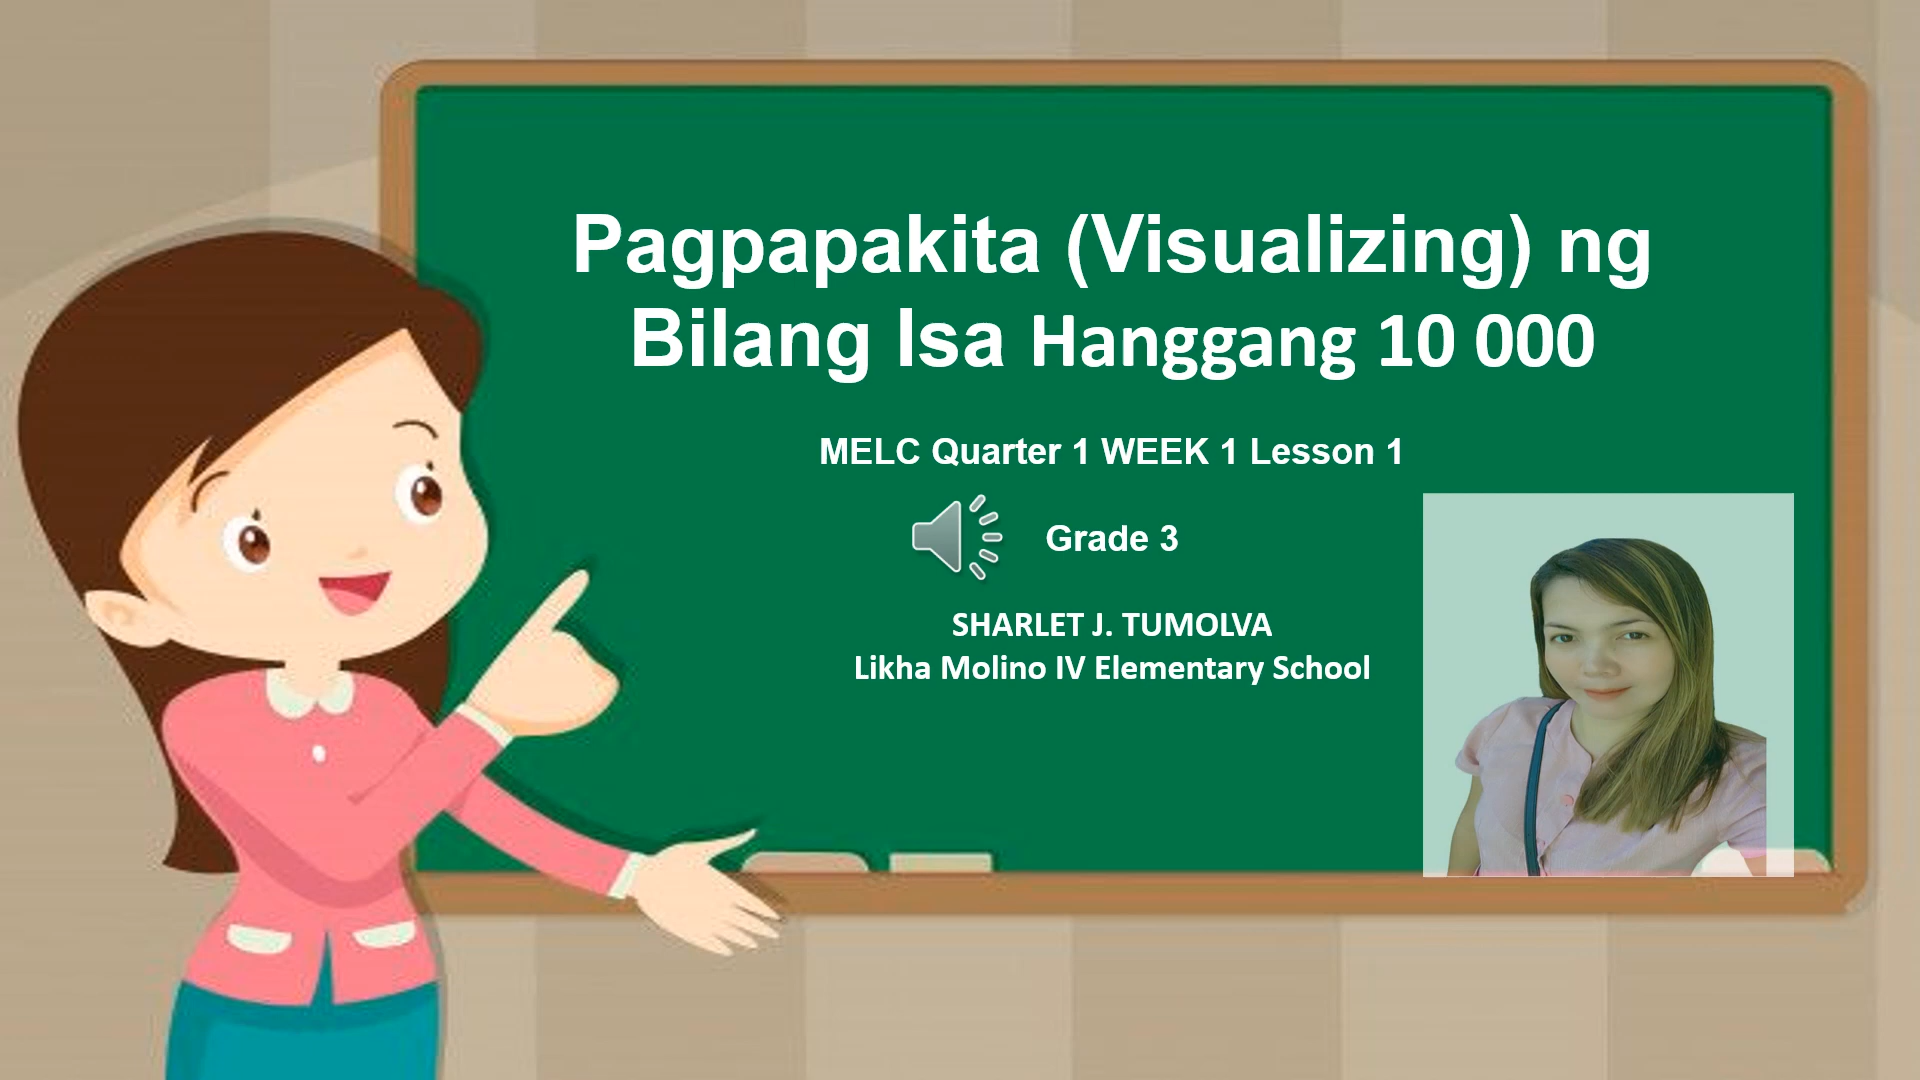 Pagpapakita (Visualizing) ng
Bilang Isa Hanggang 10 000
MELC Quarter 1 WEEK 1 Lesson 1
Grade 3
SHARLET J. TUMOLVA
Likha Molino IV Elementary School